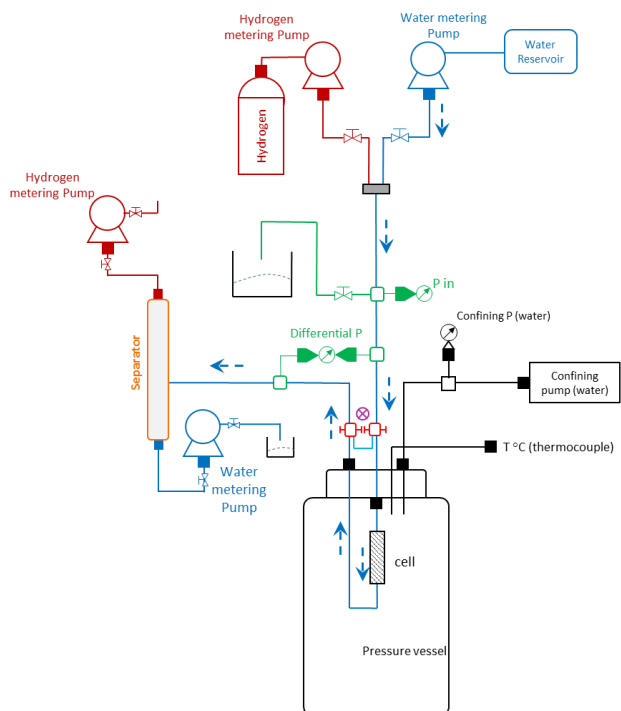 Hydrogen
metering Pump
Water metering
Pump
Water
Reservoir
Hydrogen
Hydrogen
metering Pump
P in
Differential P
Confining P (water)
Separator
Confining
pump (water)
T °C (thermocouple)
Water
metering
Pump
cell
Pressure vessel